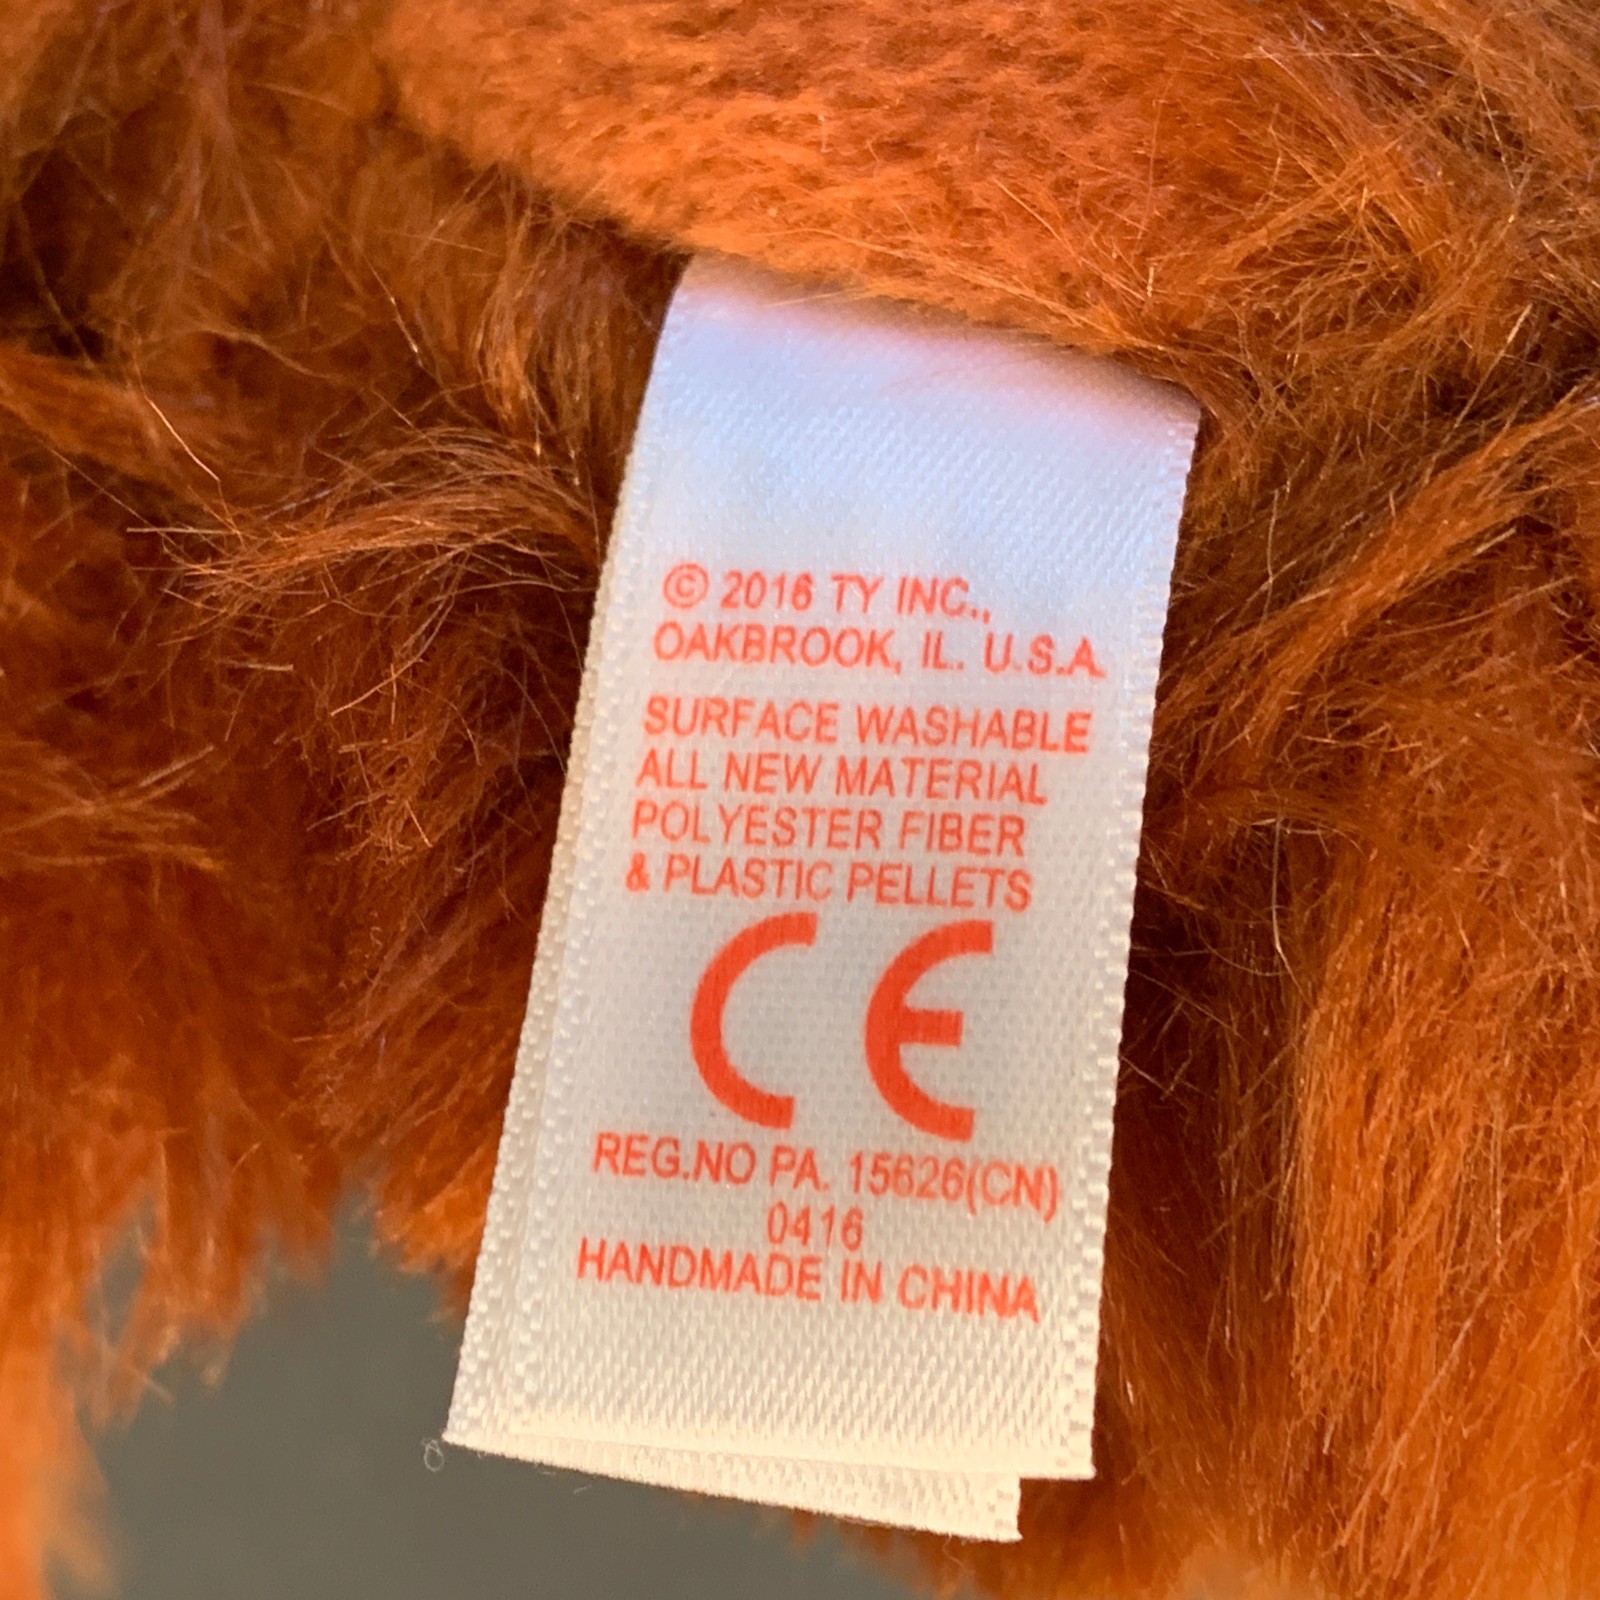 © 2016 TY INC.,
OAKBROOK, IL. U.S.A.
SURFACE WASHABLE
ALL NEW MATERIAL
POLYESTER FIBER
& PLASTIC PELLETS
CE
REG.NO PA. 15626(CN)
0416
HANDMADE IN CHINA